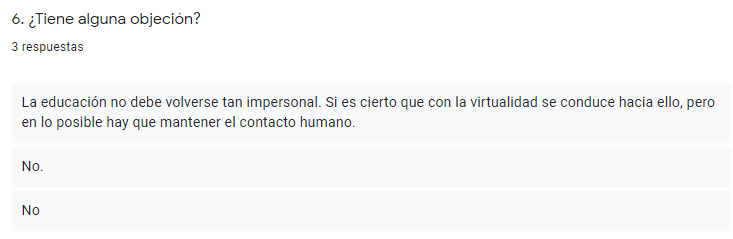 6. ¿Tiene alguna objeción?
3 respuestas
La educación no debe volverse tan impersonal. Si es cierto que con la virtualidad se conduce hacia ello, pero
en lo posible hay que mantener el contacto humano.
No.
No